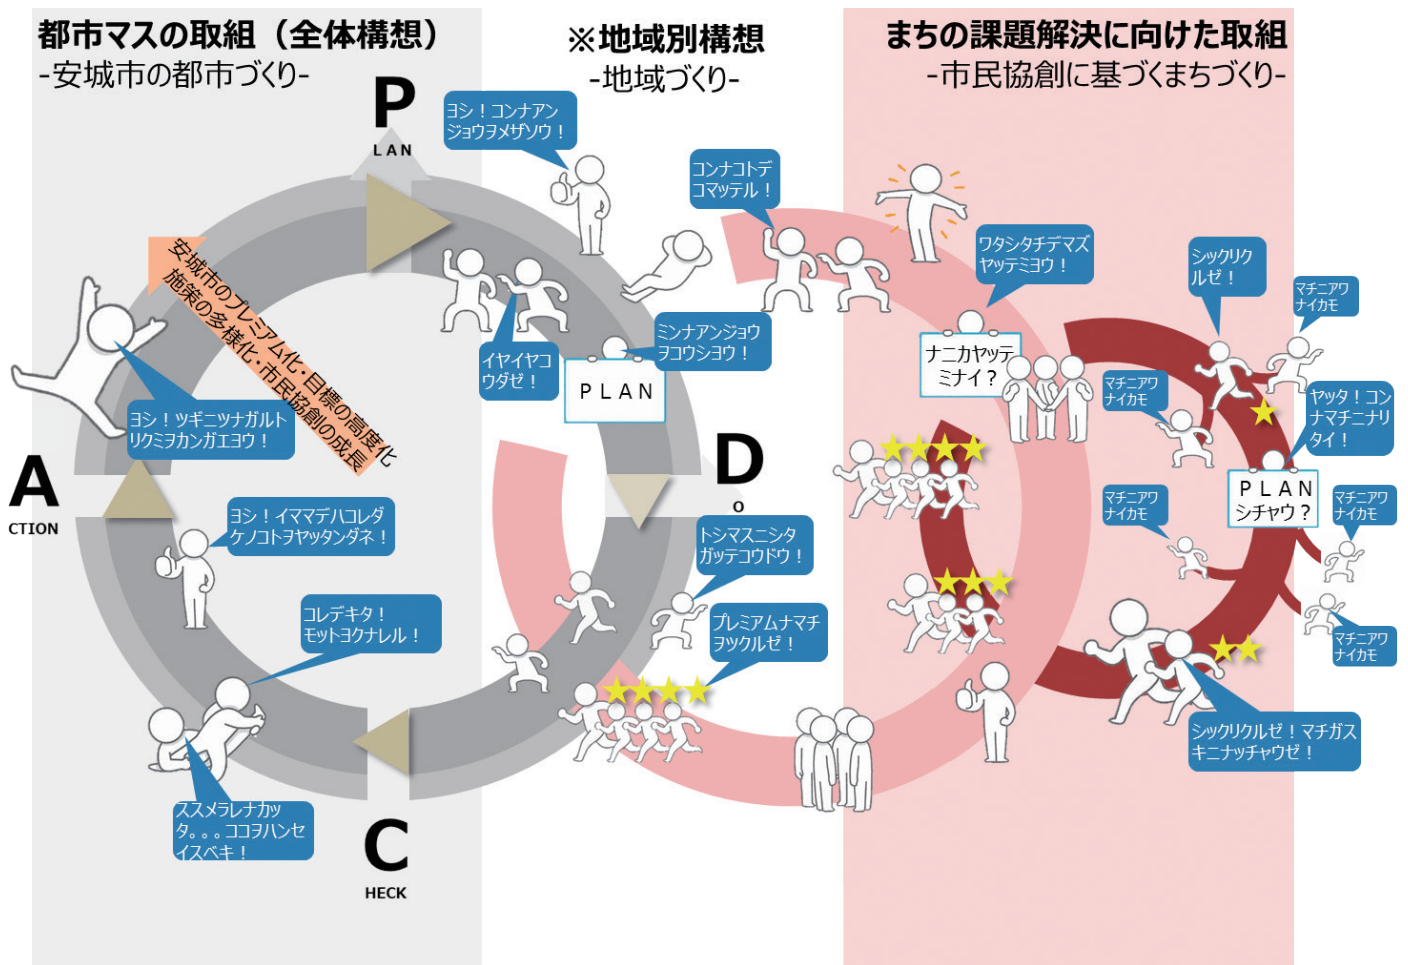 都市マスの取組（全体構想）
-安城市の都市づくり-
※地域別構想
-地域づくり-
まちの課題解決に向けた取組
-市民協創に基づくまちづくり-
P
LAN
ヨシ！コンナアン
ジョウヲメザソウ！
コンナコトデ
コマッテル！
ワタシタチデマズ
ヤッテミヨウ！
シックリク
ルゼ！
マチニアワ
ナイカモ
安城市のプレミアム化・目標の高度化
施策の多様化・市民協創の成長
イヤイヤコ
ウダゼ！
ミンナアンジョウ
ヲコウシヨウ！
PLAN
ナニカヤッテ
ミナイ？
マチニアワ
ナイカモ
ヤッタ！コン
ナマチニナリ
タイ！
ヨシ！ツギニツナガルト
リクミヲカンガエヨウ！
A
CTION
D
O
PLAN
シチャウ？
マチニアワ
ナイカモ
マチニアワ
ナイカモ
ヨシ！イママデハコレダ
ケノコトヲヤッタンダネ！
トシマスニシタ
ガッテコウドウ！
コレデキタ！
モットヨクナレル！
プレミアムナマチ
ヲツクルゼ！
マチニアワ
ナイカモ
シックリクルゼ！マチガス
キニナッチャウゼ！
ススメラレナカッ
タ。。。ココヲハンセ
イスベキ！
C
HECK